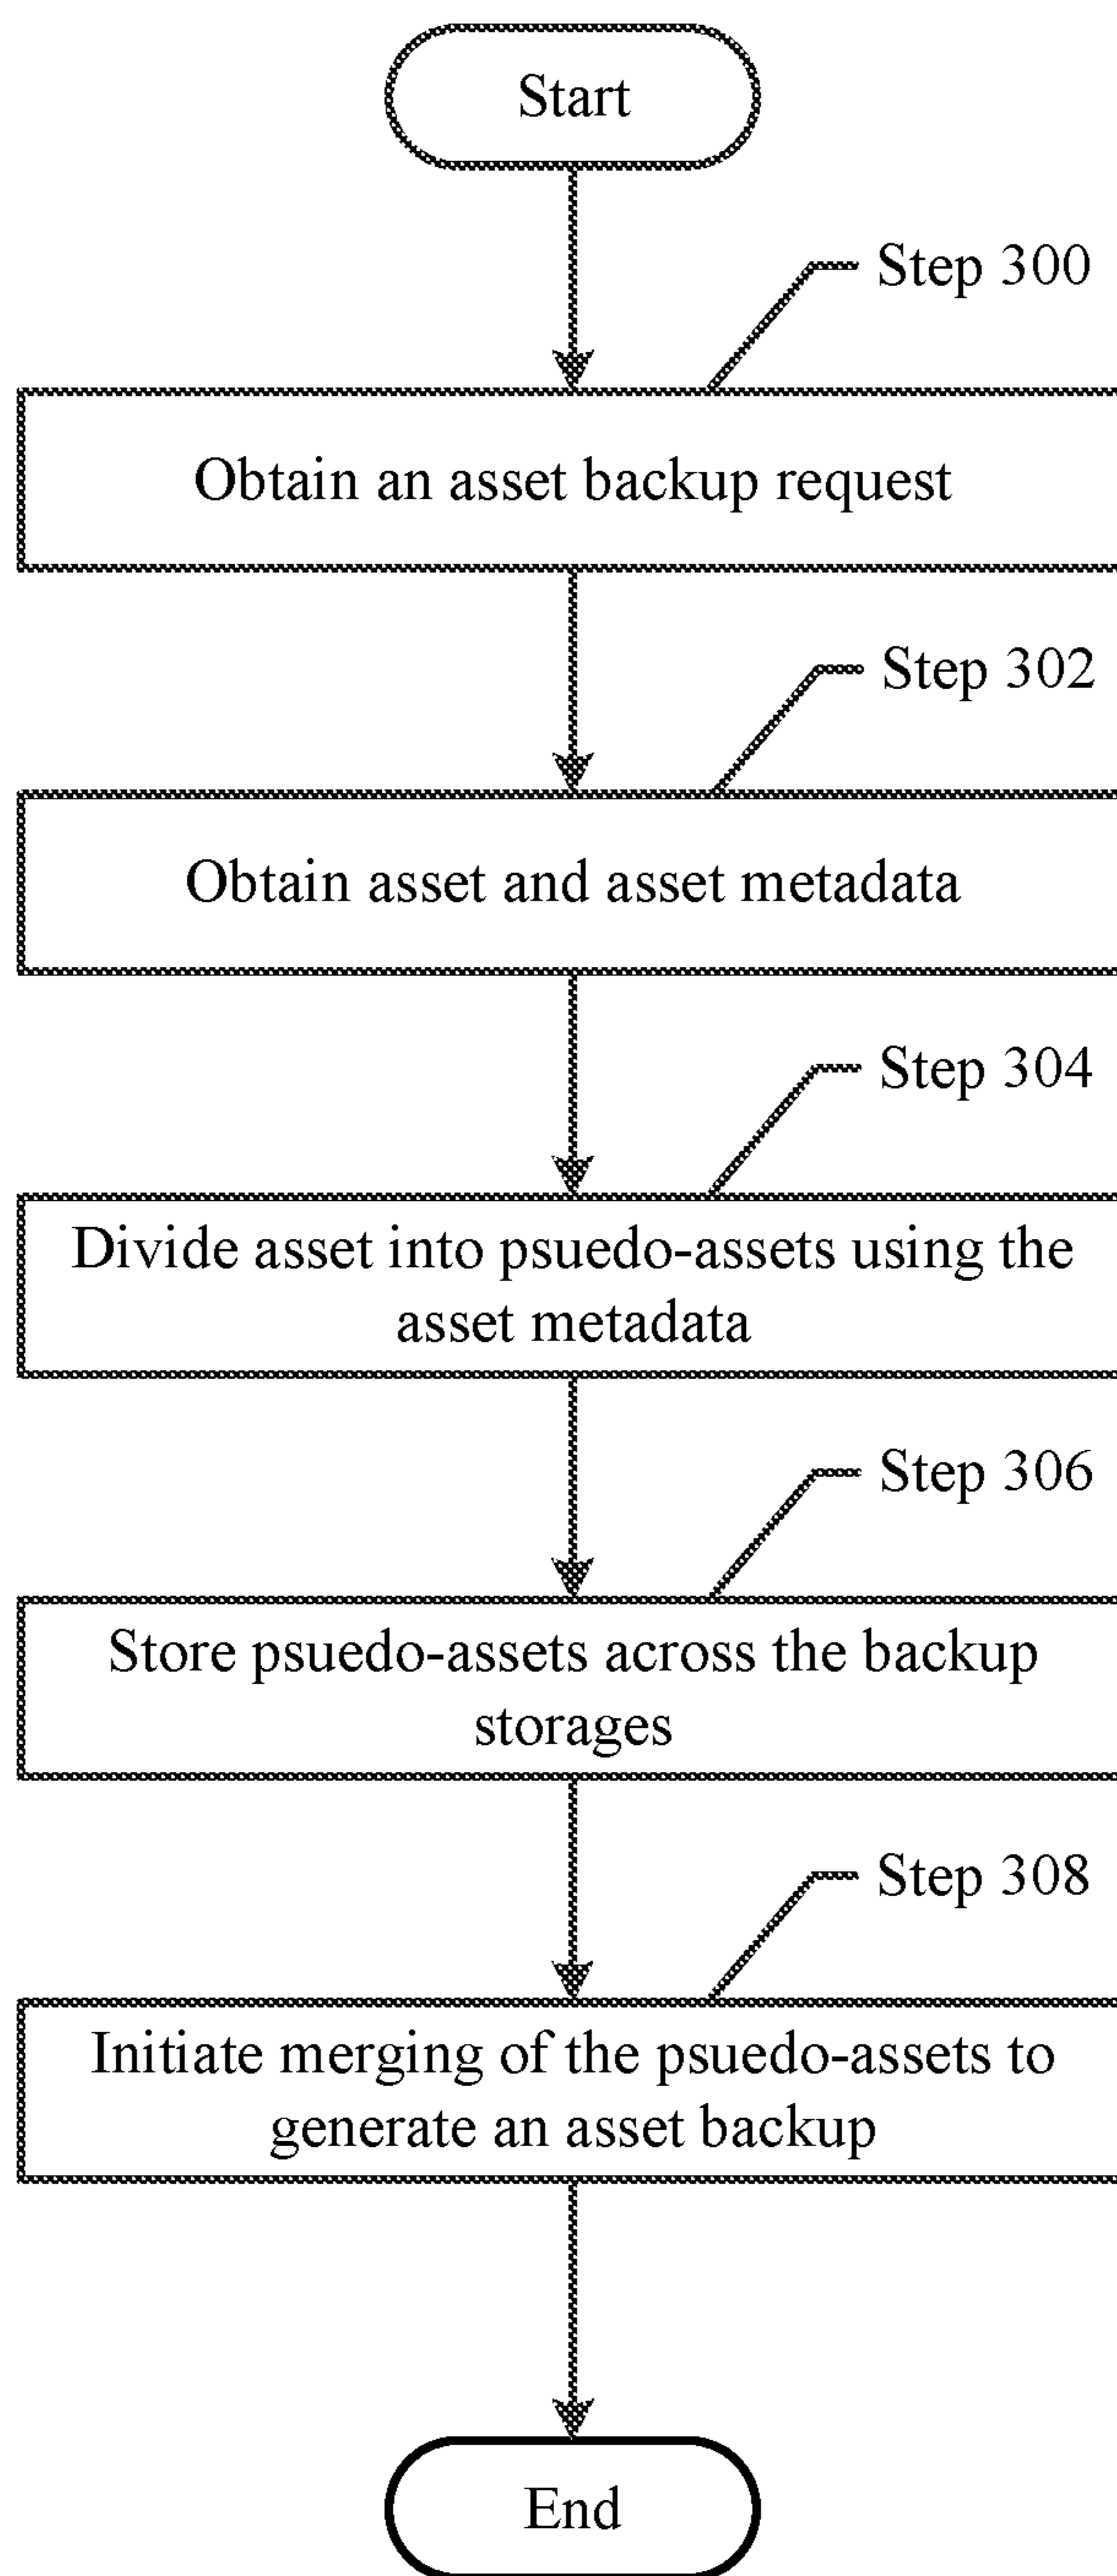 Start
Step 300
Obtain an asset backup request
Step 302
Obtain asset and asset metadata
Step 304
Divide asset into psuedo-assets using the
asset metadata
Step 306
Store psuedo-assets across the backup
storages
Step 308
Initiate merging of the psuedo-assets to
generate an asset backup
End